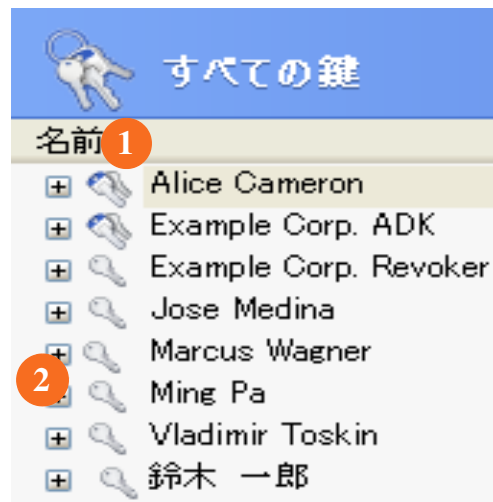 すべての鍵
名前 1
Alice Cameron
Example Corp. ADK
Example Corp. Revoker
Jose Medina
Marcus Wagner
2
Ming Pa
Vladimir Toskin
鈴木 一郎